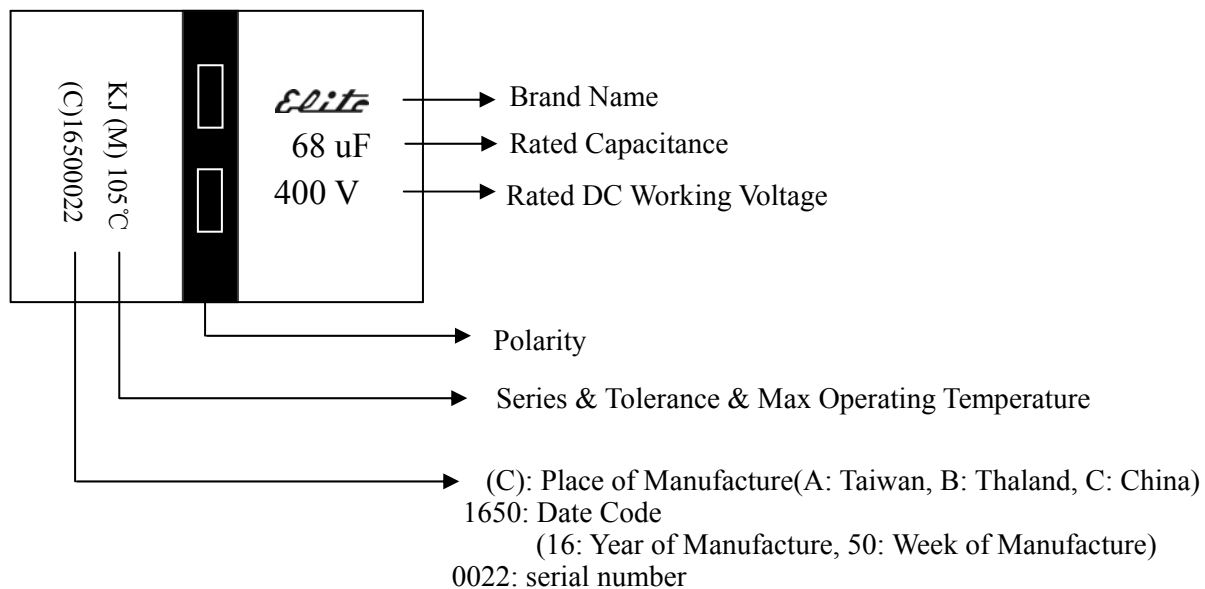 Elite
68 uF
400 V
KJ (M) 105℃
(C)16500022
Brand Name
Rated Capacitance
Rated DC Working Voltage
Polarity
Series & Tolerance & Max Operating Temperature
(C): Place of Manufacture(A: Taiwan, B: Thaland, C: China)
1650: Date Code
(16: Year of Manufacture, 50: Week of Manufacture)
0022: serial number